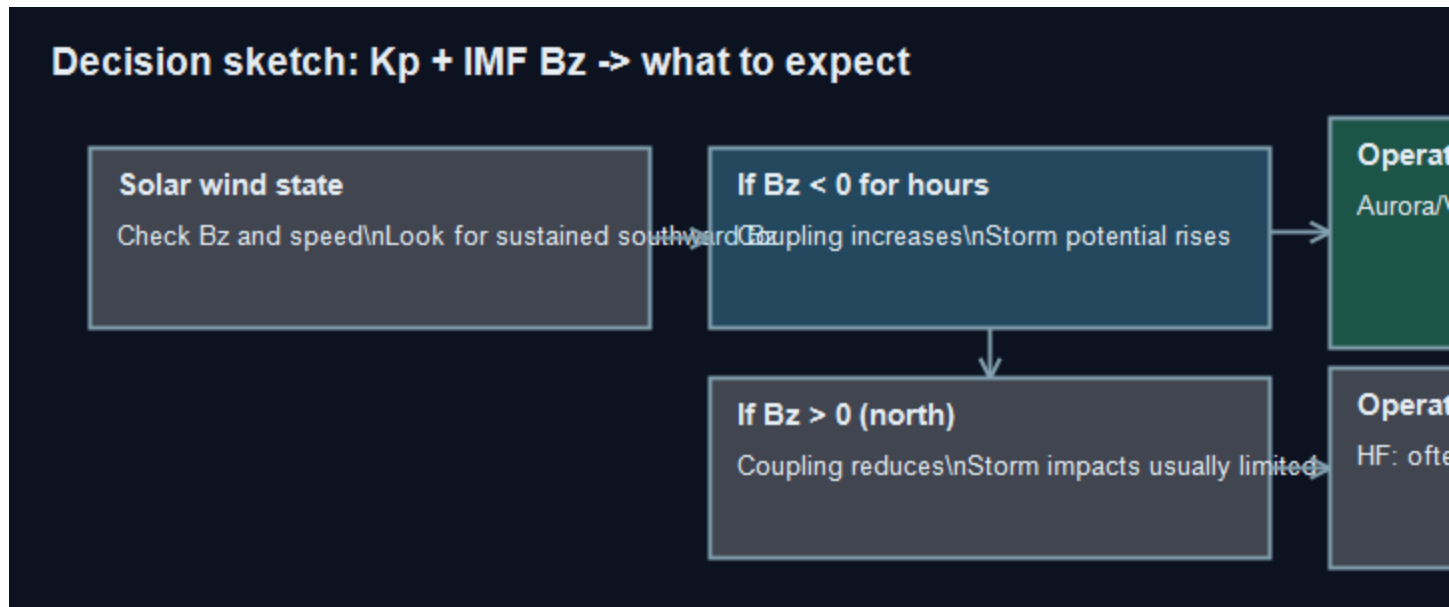 Decision sketch: Kp + IMF Bz -> what to expect
Solar wind state
Check Bz and speed\nLook for sustained southward Bz
If Bz < 0 for hours
Coupling increases\nStorm potential rises
Operat
Aurora/V
If Bz > 0 (north)
Coupling reduces\nStorm impacts usually limited
Operat
HF: ofte